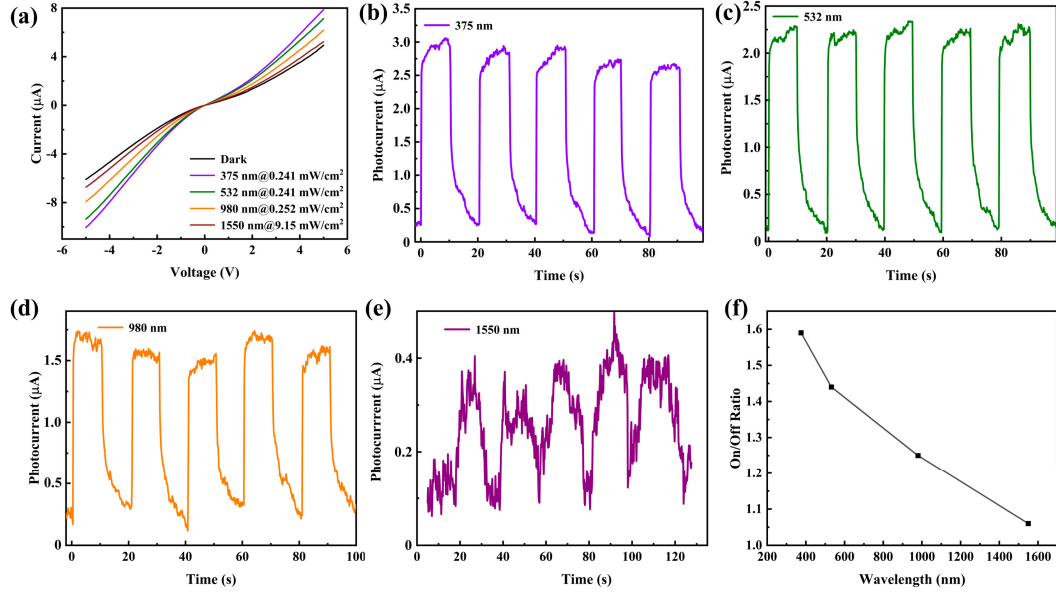 (a)
Current (μA)
8
4
0
-4
-8
Dark
375 nm@0.241 mW/cm²
532 nm@0.241 mW/cm²
980 nm@0.252 mW/cm²
1550 nm@9.15 mW/cm²
-6 -4 -2 0 2 4 6
Voltage (V)
(b)
375 nm
Photocurrent (μA)
3.5
3.0
2.5
2.0
1.5
1.0
0.5
0
0 20 40 60 80
Time (s)
(c)
532 nm
Photocurrent (μA)
2.5
2.0
1.5
1.0
0.5
0
0 20 40 60 80
Time (s)
(d)
980 nm
Photocurrent (μA)
1.5
1.0
0.5
0
0 20 40 60 80 100
Time (s)
(e)
1550 nm
Photocurrrent (μA)
0.4
0.2
0
0 20 40 60 80 100 120
Time (s)
(f)
On/Off Ratio
1.6
1.5
1.4
1.3
1.2
1.1
1.0
200 400 600 800 1000 1200 1400 1600
Wavelength (nm)